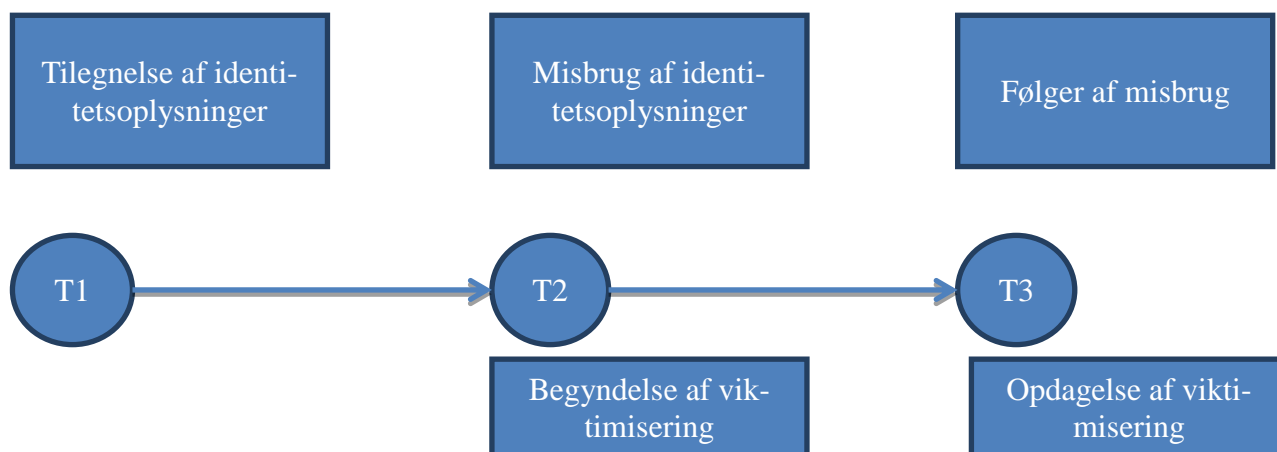 Tilegnelse af identi-
tetsoplysninger
Misbrug af identi-
tetsoplysninger
Følger af misbrug
T1
T2
T3
Begyndelse af vik-
timisering
Opdagelse af vikti-
misering